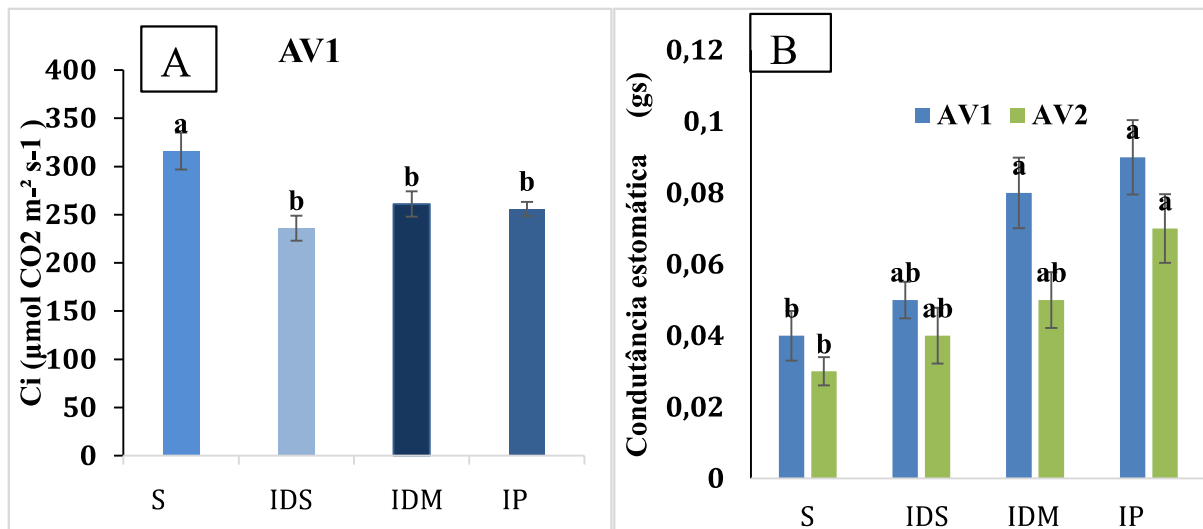 A
AV1
Ci (µmol CO2 m-² s-1 )
400
350
300
250
200
150
100
50
0
a
b
b
b
S IDS IDM IP
B
Condutância estomática (gs)
0,12
0,1
0,08
0,06
0,04
0,02
0
AV1 AV2
b
b
ab
ab
a
ab
a
a
S IDS IDM IP